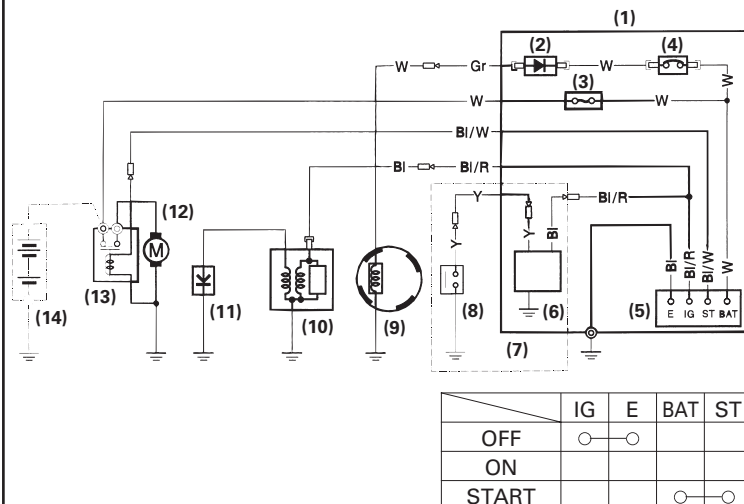 (1)
(2) (4)
W Gr W W
(3)
W W
Bl/W
Bl Bl/R
Y Bl/R
(12)
Y Y Bl Bl Bl/R Bl/W W
M
(13) (11) (10) (9) (8) (6) (5) E IG ST BAT
(14) (7)
IG E BAT ST
OFF
ON
START